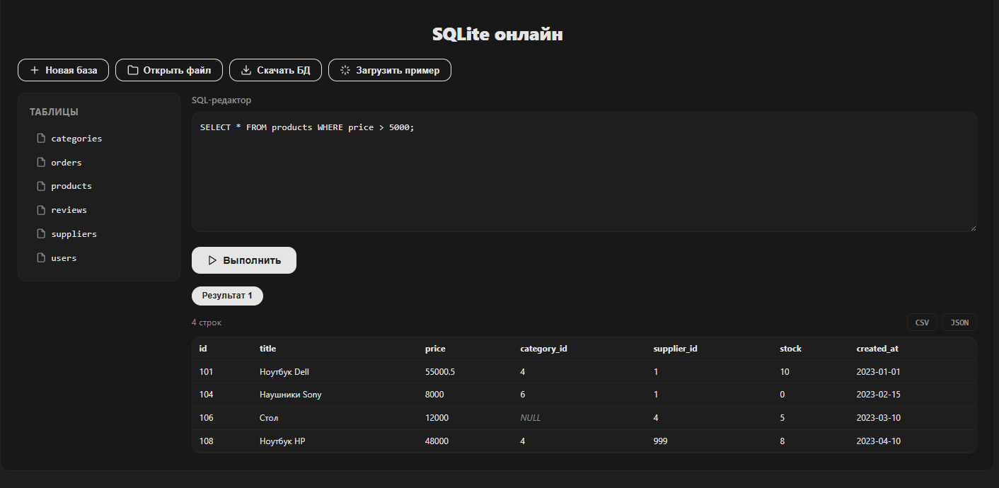 SQLite онлайн
Новая база Открыть файл Скачать БД Загрузить пример
ТАБЛИЦЫ
categories
orders
products
reviews
suppliers
users
SQL-редактор
SELECT * FROM products WHERE price > 5000;
Выполнить
Результат 1
4 строк CSV JSON
id title price category_id supplier_id stock created_at
101 Ноутбук Dell 55000.5 4 1 10 2023-01-01
104 Наушники Sony 8000 6 1 0 2023-02-15
106 Стол 12000 NULL 4 5 2023-03-10
108 Ноутбук HP 48000 4 999 8 2023-04-10